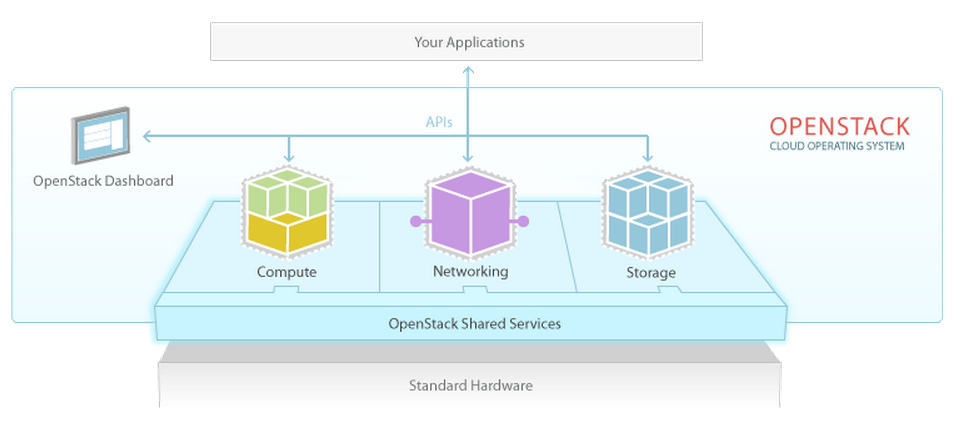 Your Applications
APIs
OPENSTACK
CLOUD OPERATING SYSTEM
OpenStack Dashboard
Compute
Networking
Storage
OpenStack Shared Services
Standard Hardware